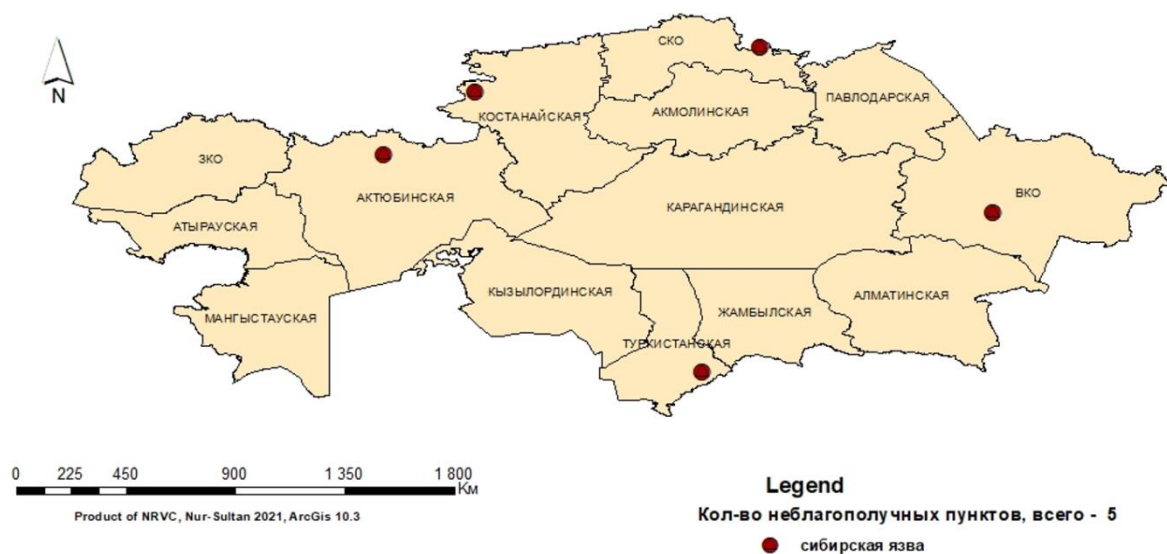 СКО
ПАВЛОДАРСКАЯ
КОСТАНАЙСКАЯ
АКМОЛИНСКАЯ
ЗКО
АКТЮБИНСКАЯ
ВКО
КАРАГАНДИНСКАЯ
АТЫРАУСКАЯ
КЫЗЫЛОРДИНСКАЯ
АЛМАТИНСКАЯ
МАНГЫСТАУСКАЯ
ЖАМБЫЛСКАЯ
ТУРКИСТАНСКАЯ
N
0 225 450 900 1 350 1 800
Км
Product of NRVC, Nur-Sultan 2021, ArcGis 10.3
Legend
Кол-во неблагополучных пунктов, всего - 5
сибирская язва